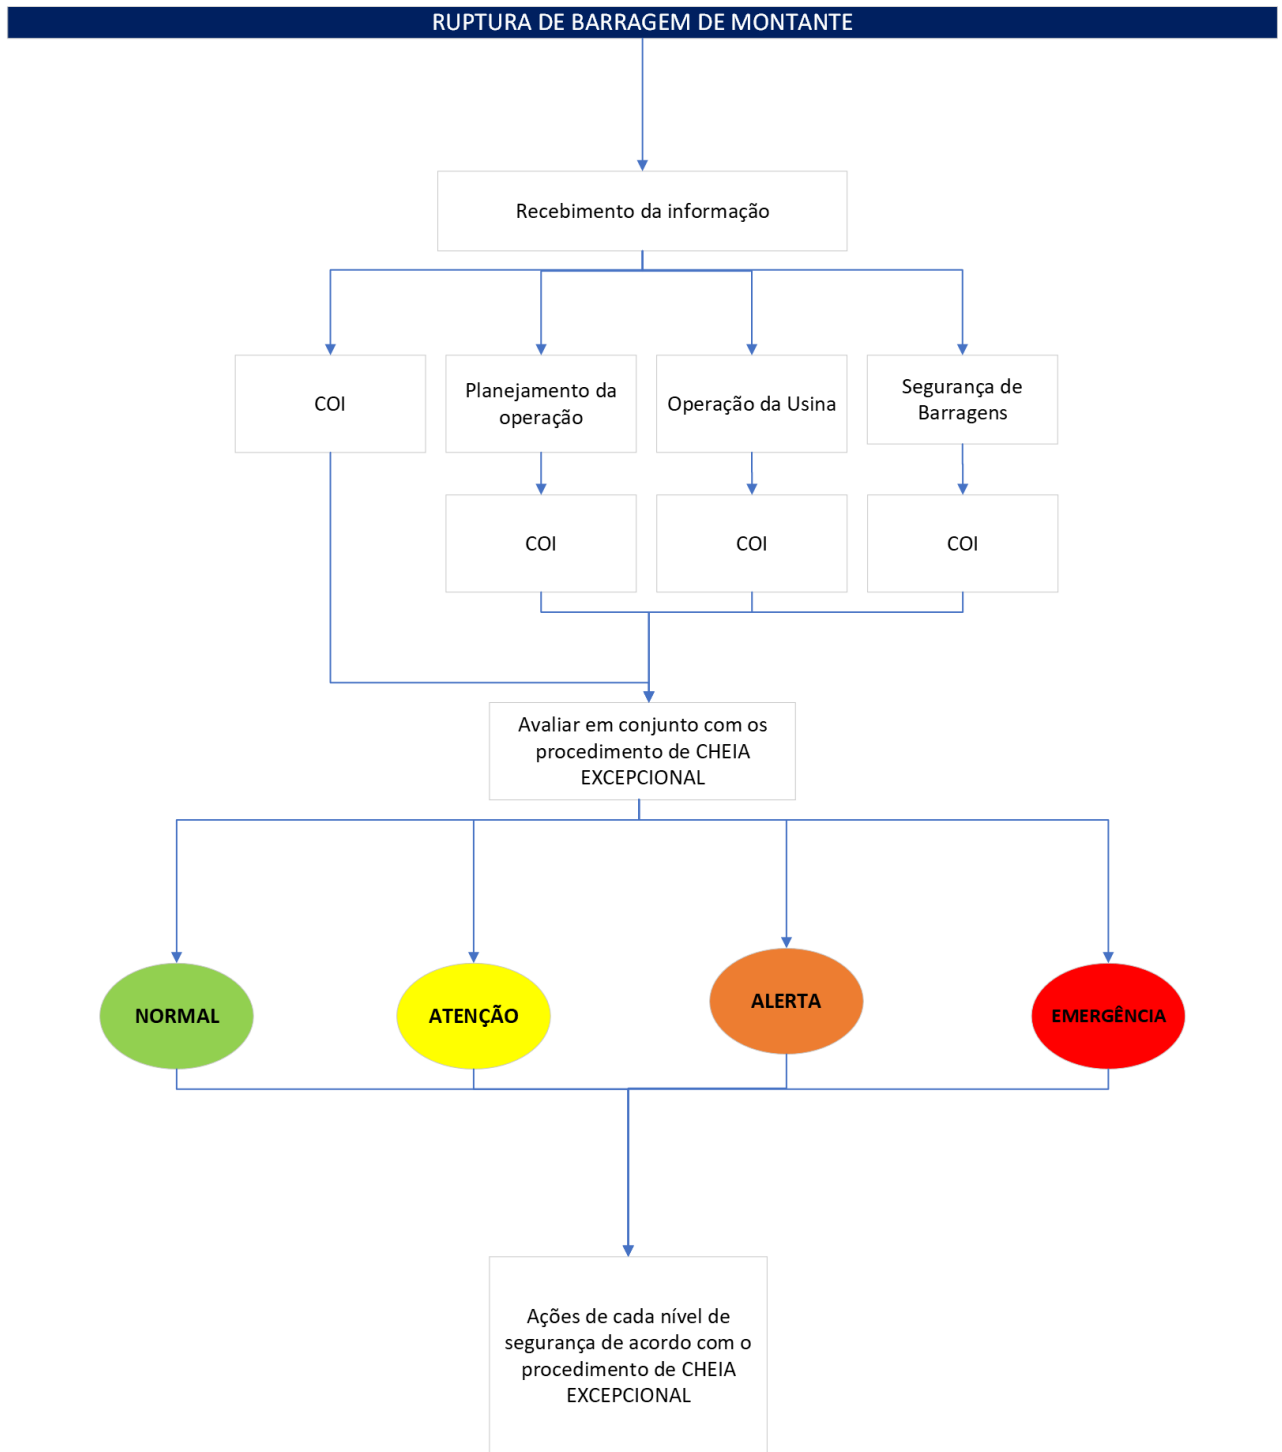 RUPTURA DE BARRAGEM DE MONTANTE
Recebimento da informação
COI
Planejamento da
operação
Operação da Usina
Segurança de
Barragens
COI
COI
COI
Avaliar em conjunto com os
procedimento de CHEIA
EXCEPCIONAL
NORMAL
ATENÇÃO
ALERTA
EMERGÊNCIA
Ações de cada nível de
segurança de acordo com o
procedimento de CHEIA
EXCEPCIONAL